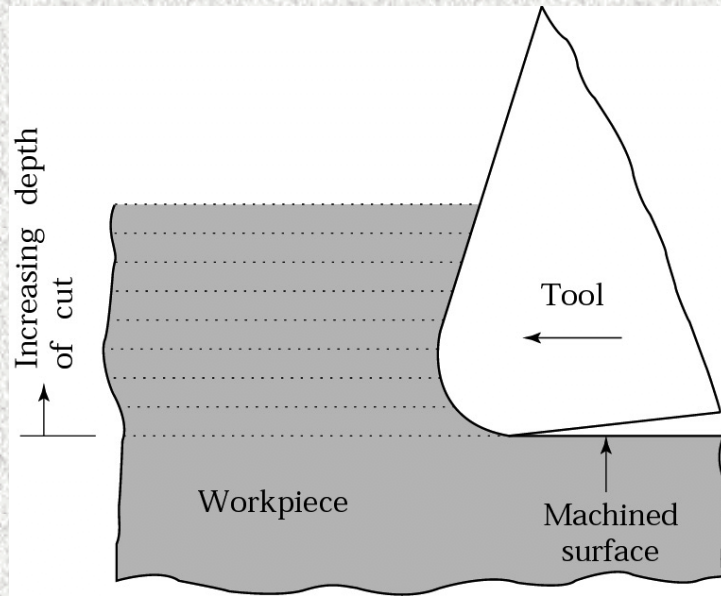 Increasing depth
of cut
Tool
Workpiece
Machined
surface